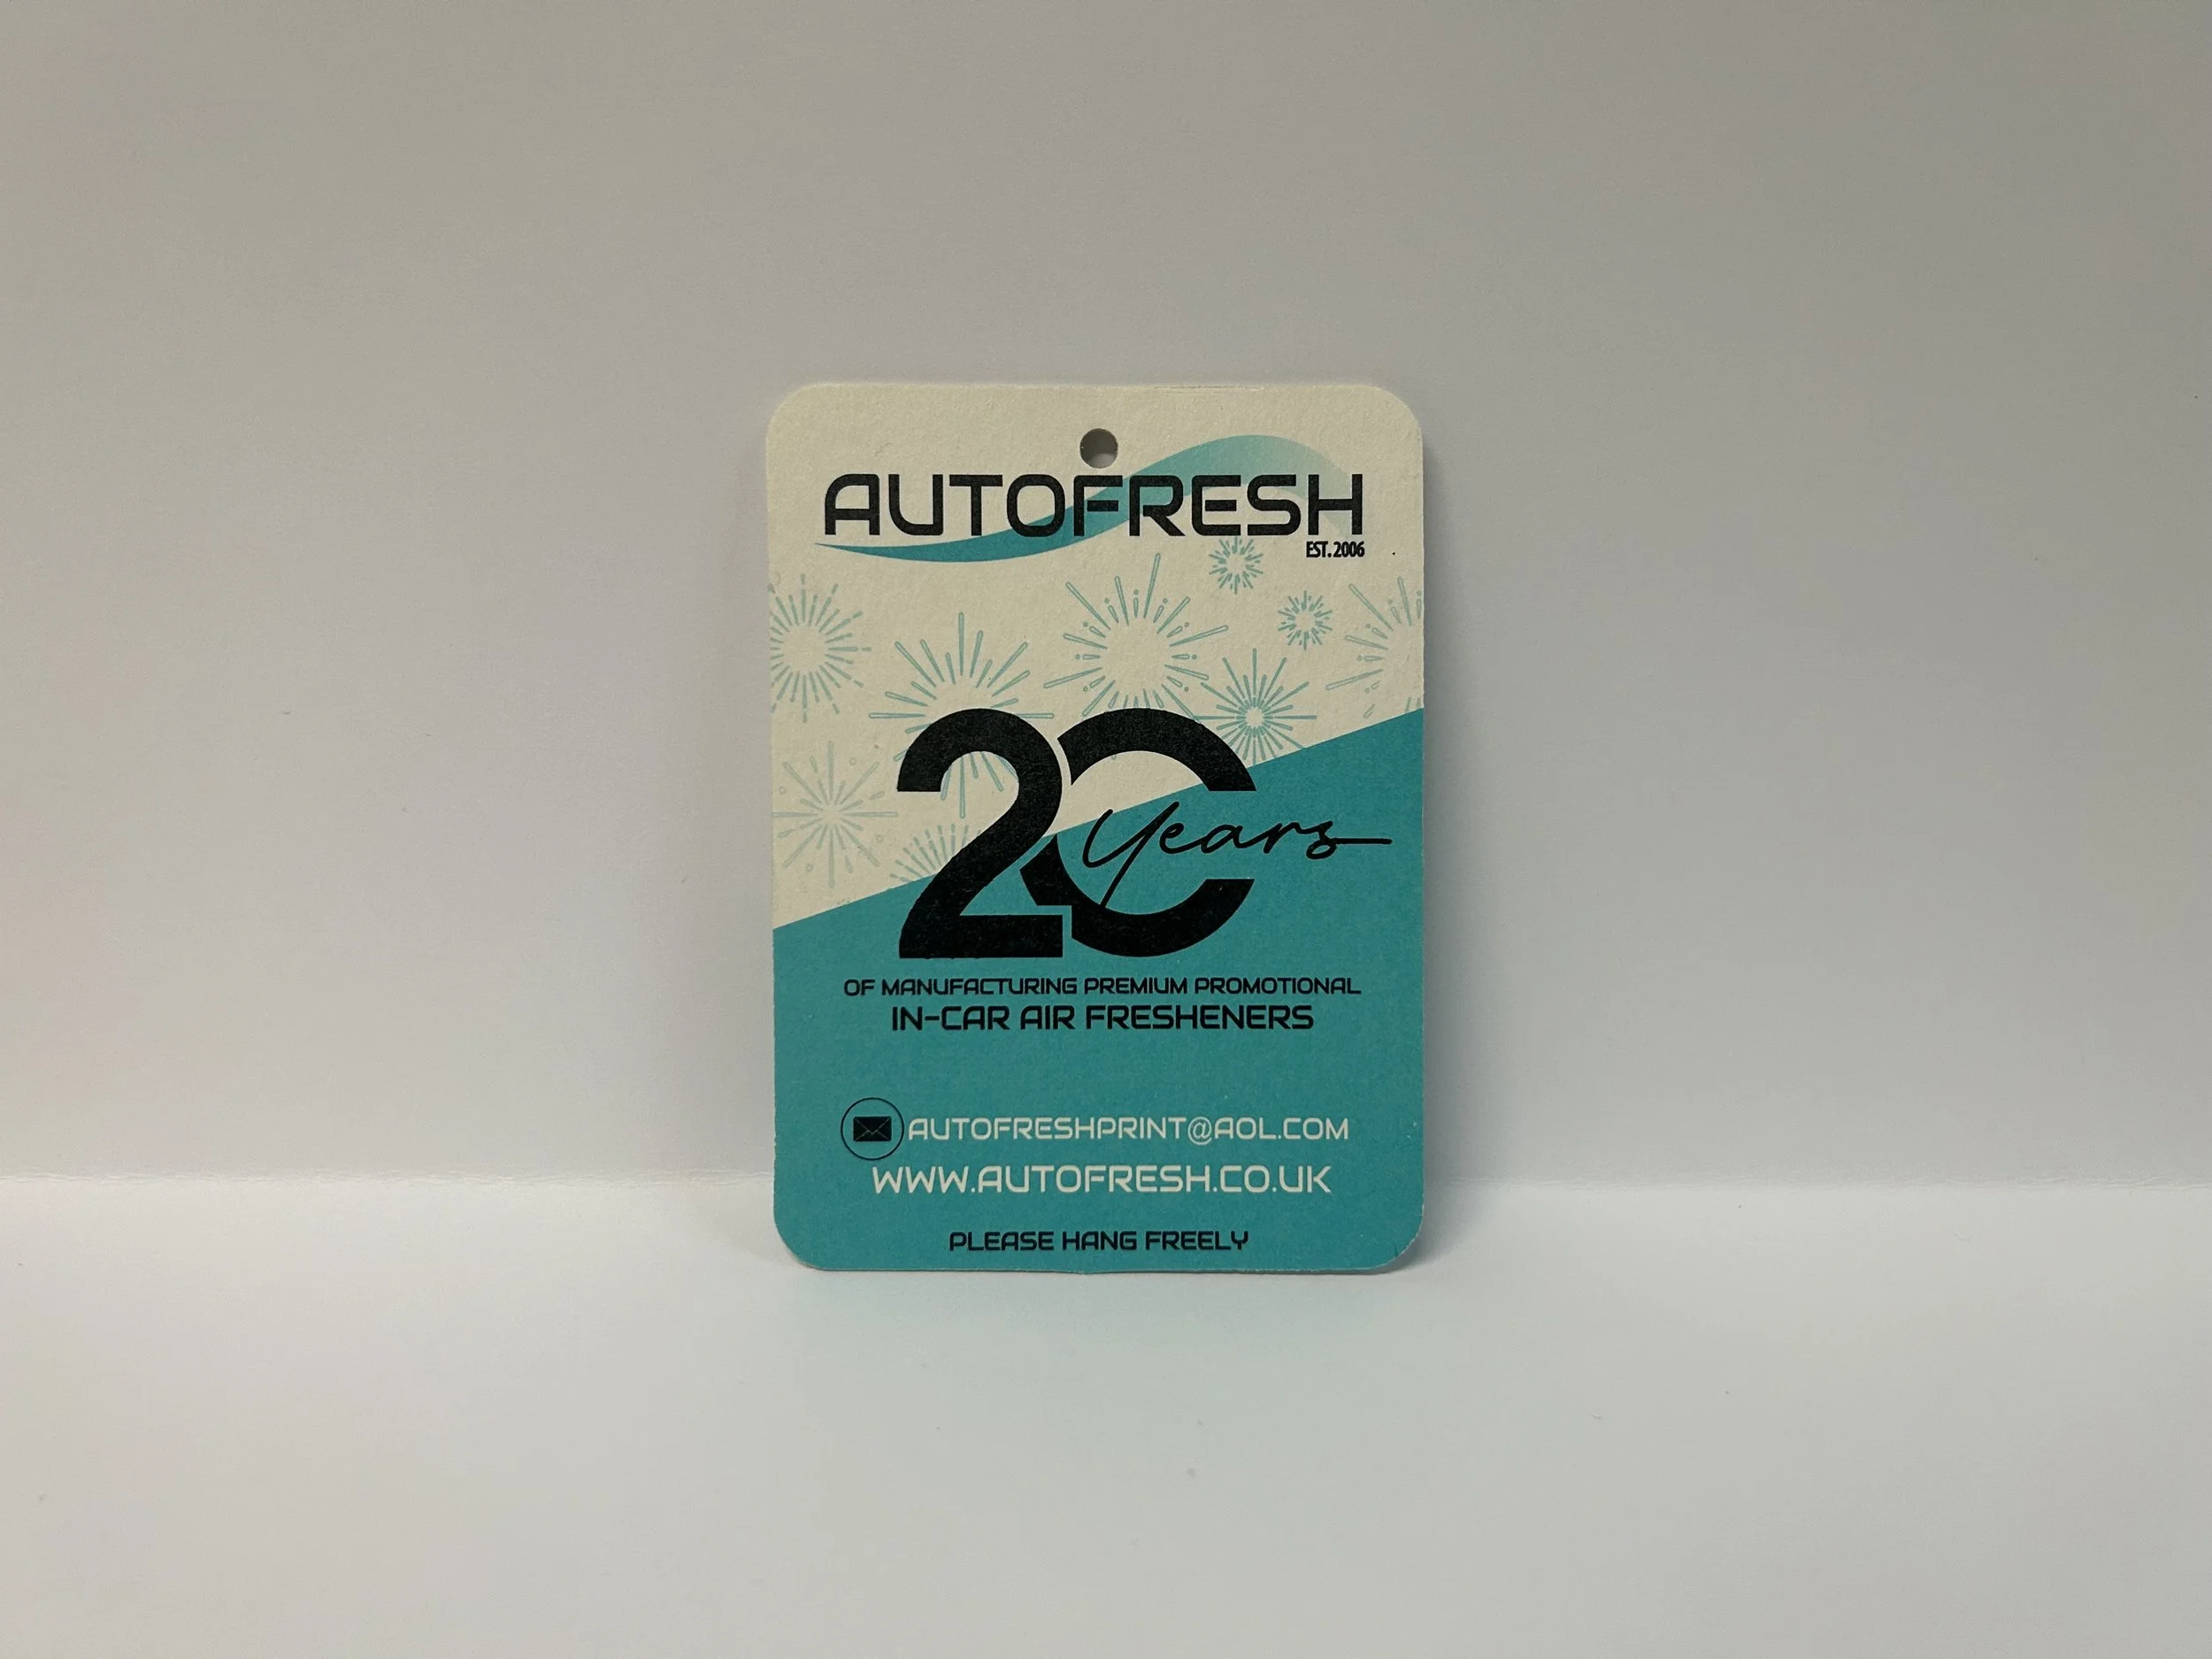 AUTOFRESH
EST. 2006
20 Years
OF MANUFACTURING PREMIUM PROMOTIONAL
IN-CAR AIR FRESHENERS
AUTOFRESHPRINT@AOL.COM
WWW.AUTOFRESH.CO.UK
PLEASE HANG FREELY